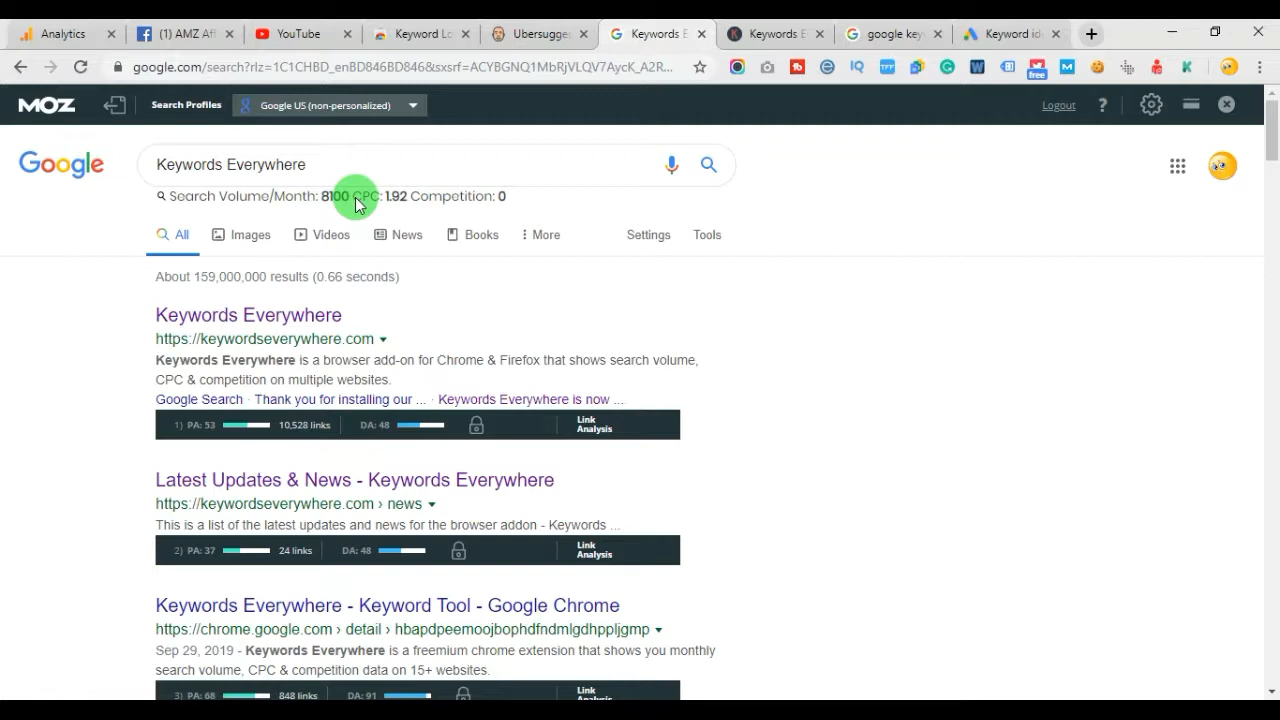 Analytics
(1) AMZ Aff
YouTube
Keyword Lo
Ubersugges
Keywords E
Keywords E
google key
Keyword id
google.com/search?rlz=1C1CHBD_enBD846BD846&sxsrf=ACYBGNQ1MbRjVLQV7AycK_A2R...
free
MOZ
Search Profiles
Google US (non-personalized)
Logout
?
Google
Keywords Everywhere
Search Volume/Month: 8100 CPC: 1.92 Competition: 0
All
Images
Videos
News
Books
More
Settings
Tools
About 159,000,000 results (0.66 seconds)
Keywords Everywhere
https://keywordseverywhere.com
Keywords Everywhere is a browser add-on for Chrome & Firefox that shows search volume,
CPC & competition on multiple websites.
Google Search · Thank you for installing our ... · Keywords Everywhere is now ...
1) PA: 53 10,528 links DA: 48 Link Analysis
Latest Updates & News - Keywords Everywhere
https://keywordseverywhere.com › news
This is a list of the latest updates and news for the browser addon - Keywords ...
2) PA: 37 24 links DA: 48 Link Analysis
Keywords Everywhere - Keyword Tool - Google Chrome
https://chrome.google.com › detail › hbapdpeemoojbophdfndmlgdhppljgmp
Sep 29, 2019 - Keywords Everywhere is a freemium chrome extension that shows you monthly
search volume, CPC & competition data on 15+ websites.
3) PA: 68 848 links DA: 91 Link Analysis